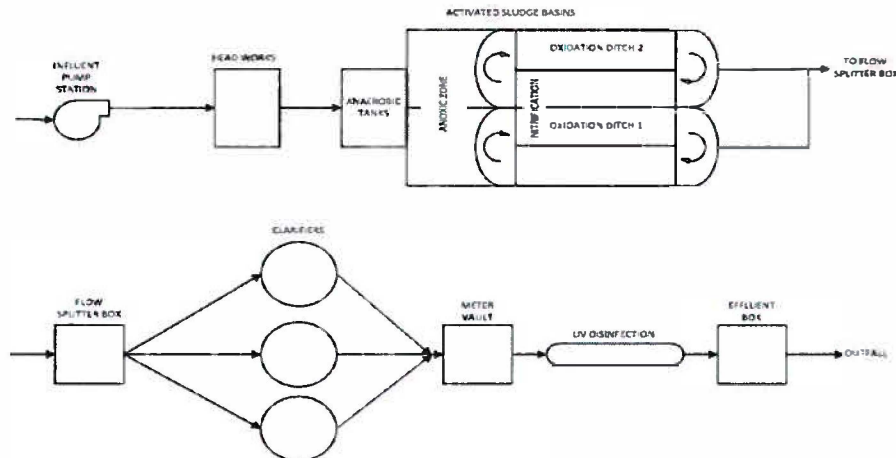 ACTIVATED SLUDGE BASINS
INFLUENT
PUMP
STATION
HEAD WORKS
ANAEROBIC
TANKS
ANOXIC ZONE
NITRIFICATION
OXIDATION DITCH 2
OXIDATION DITCH 1
TO FLOW
SPLITTER BOX
FLOW
SPLITTER BOX
CLARIFIERS
METER
VAULT
UV DISINFECTION
EFFLUENT
BOX
OUTFALL